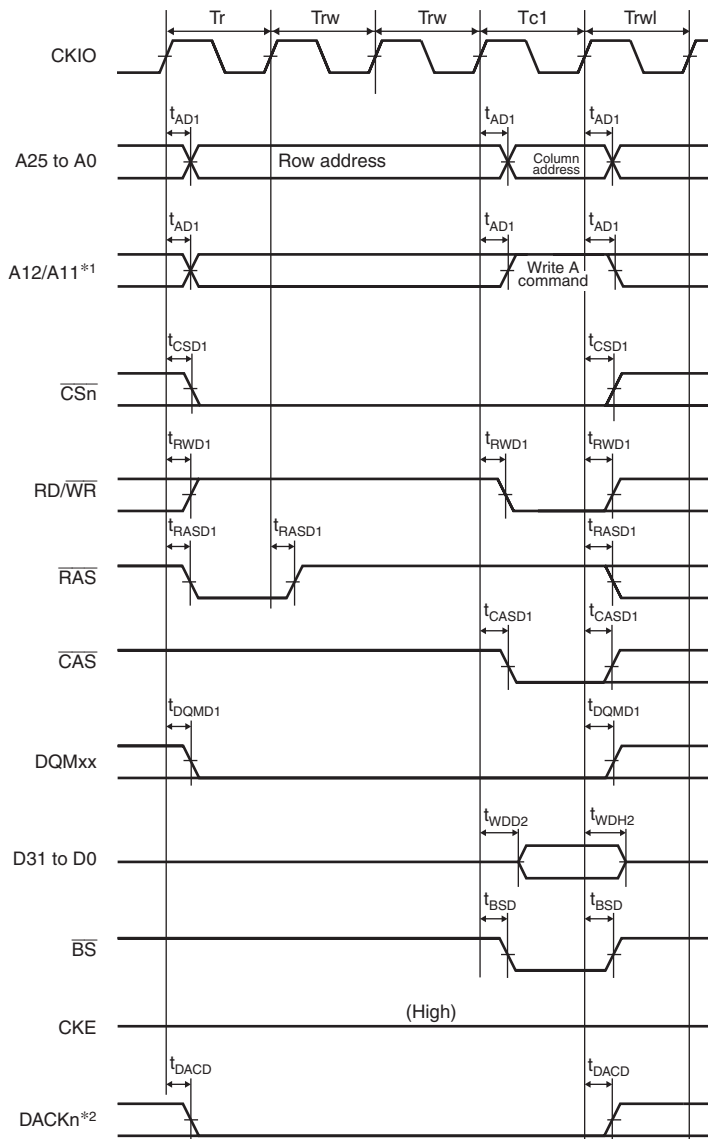 Tr Trw Trw Tc1 Trwl
CKIO
tAD1 tAD1 tAD1
A25 to A0 Row address Column address
tAD1 tAD1 tAD1
A12/A11*1 Write A command
tCSD1 tCSD1
CSn
tRWD1 tRWD1 tRWD1
RD/WR
tRASD1 tRASD1 tRASD1
RAS
tCASD1 tCASD1
CAS
tDQMD1 tDQMD1
DQMxx
tWDD2 tWDH2
D31 to D0
tBSD tBSD
BS
(High)
CKE
tDACD tDACD
DACKn*2